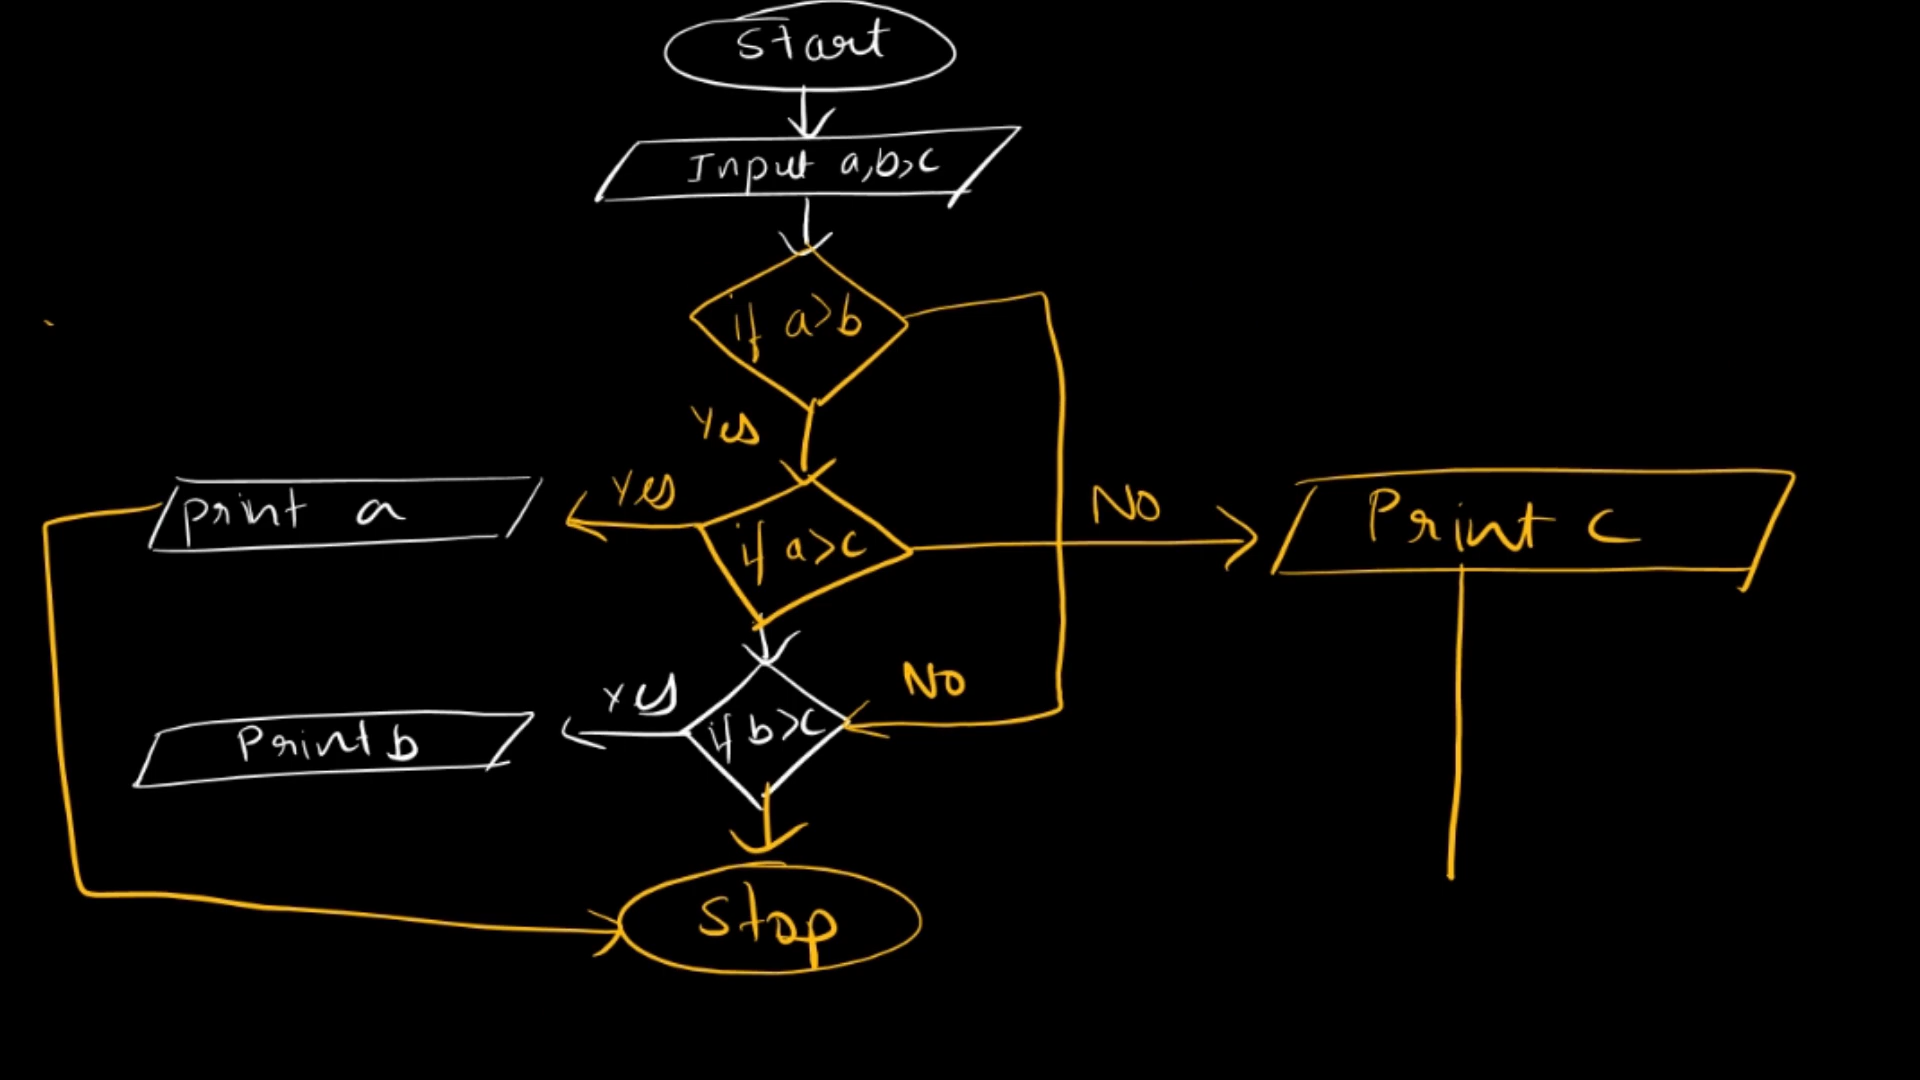 Start
Input a,b,c
if a>b
Yes
Yes
print a
if a>c
NO
Print c
Yes
Print b
if b>c
NO
Stop